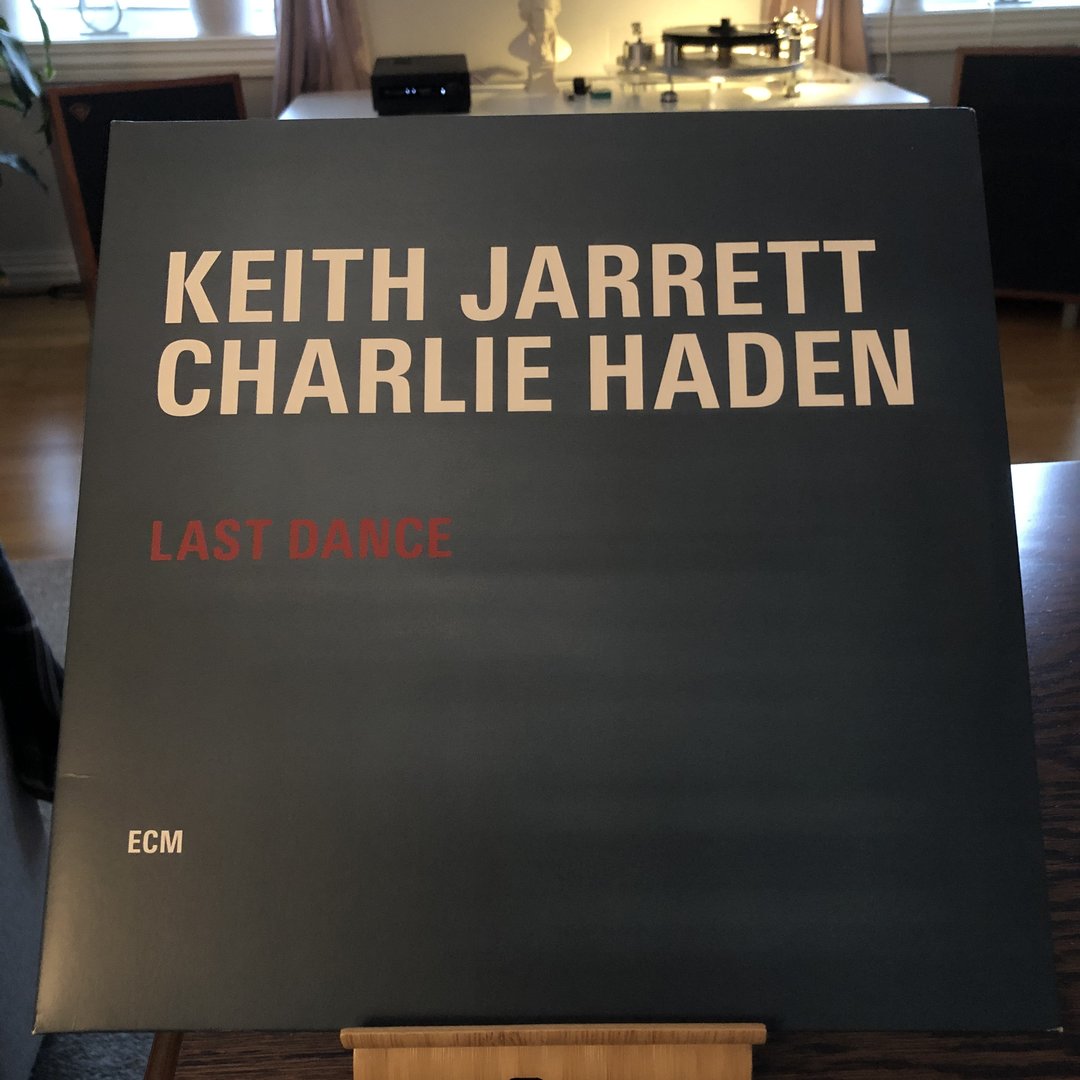 KEITH JARRETT
CHARLIE HADEN
LAST DANCE
ECM